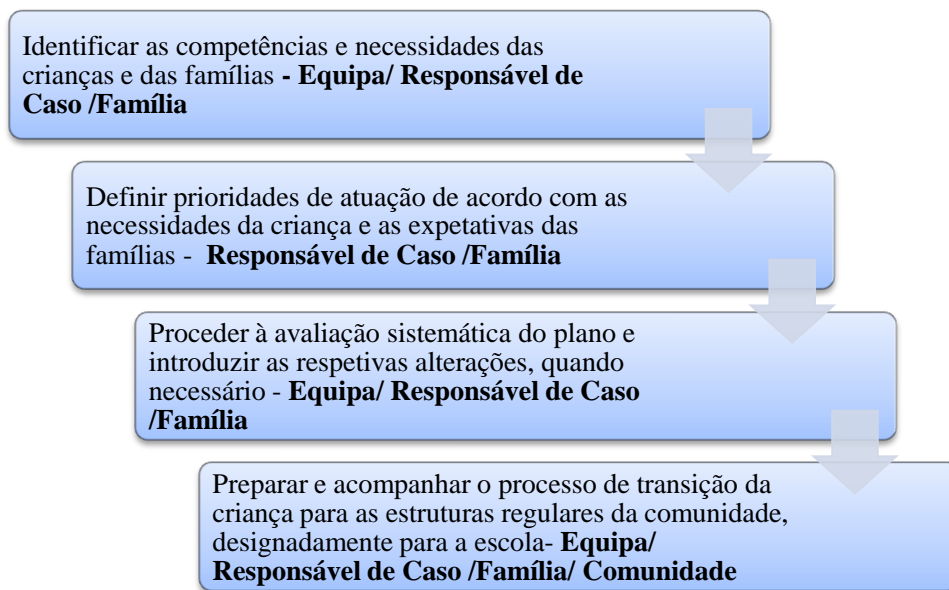 Identificar as competências e necessidades das
crianças e das famílias - Equipa/ Responsável de
Caso /Família
Definir prioridades de atuação de acordo com as
necessidades da criança e as expetativas das
famílias - Responsável de Caso /Família
Proceder à avaliação sistemática do plano e
introduzir as respetivas alterações, quando
necessário - Equipa/ Responsável de Caso
/Família
Preparar e acompanhar o processo de transição da
criança para as estruturas regulares da comunidade,
designadamente para a escola- Equipa/
Responsável de Caso /Família/ Comunidade